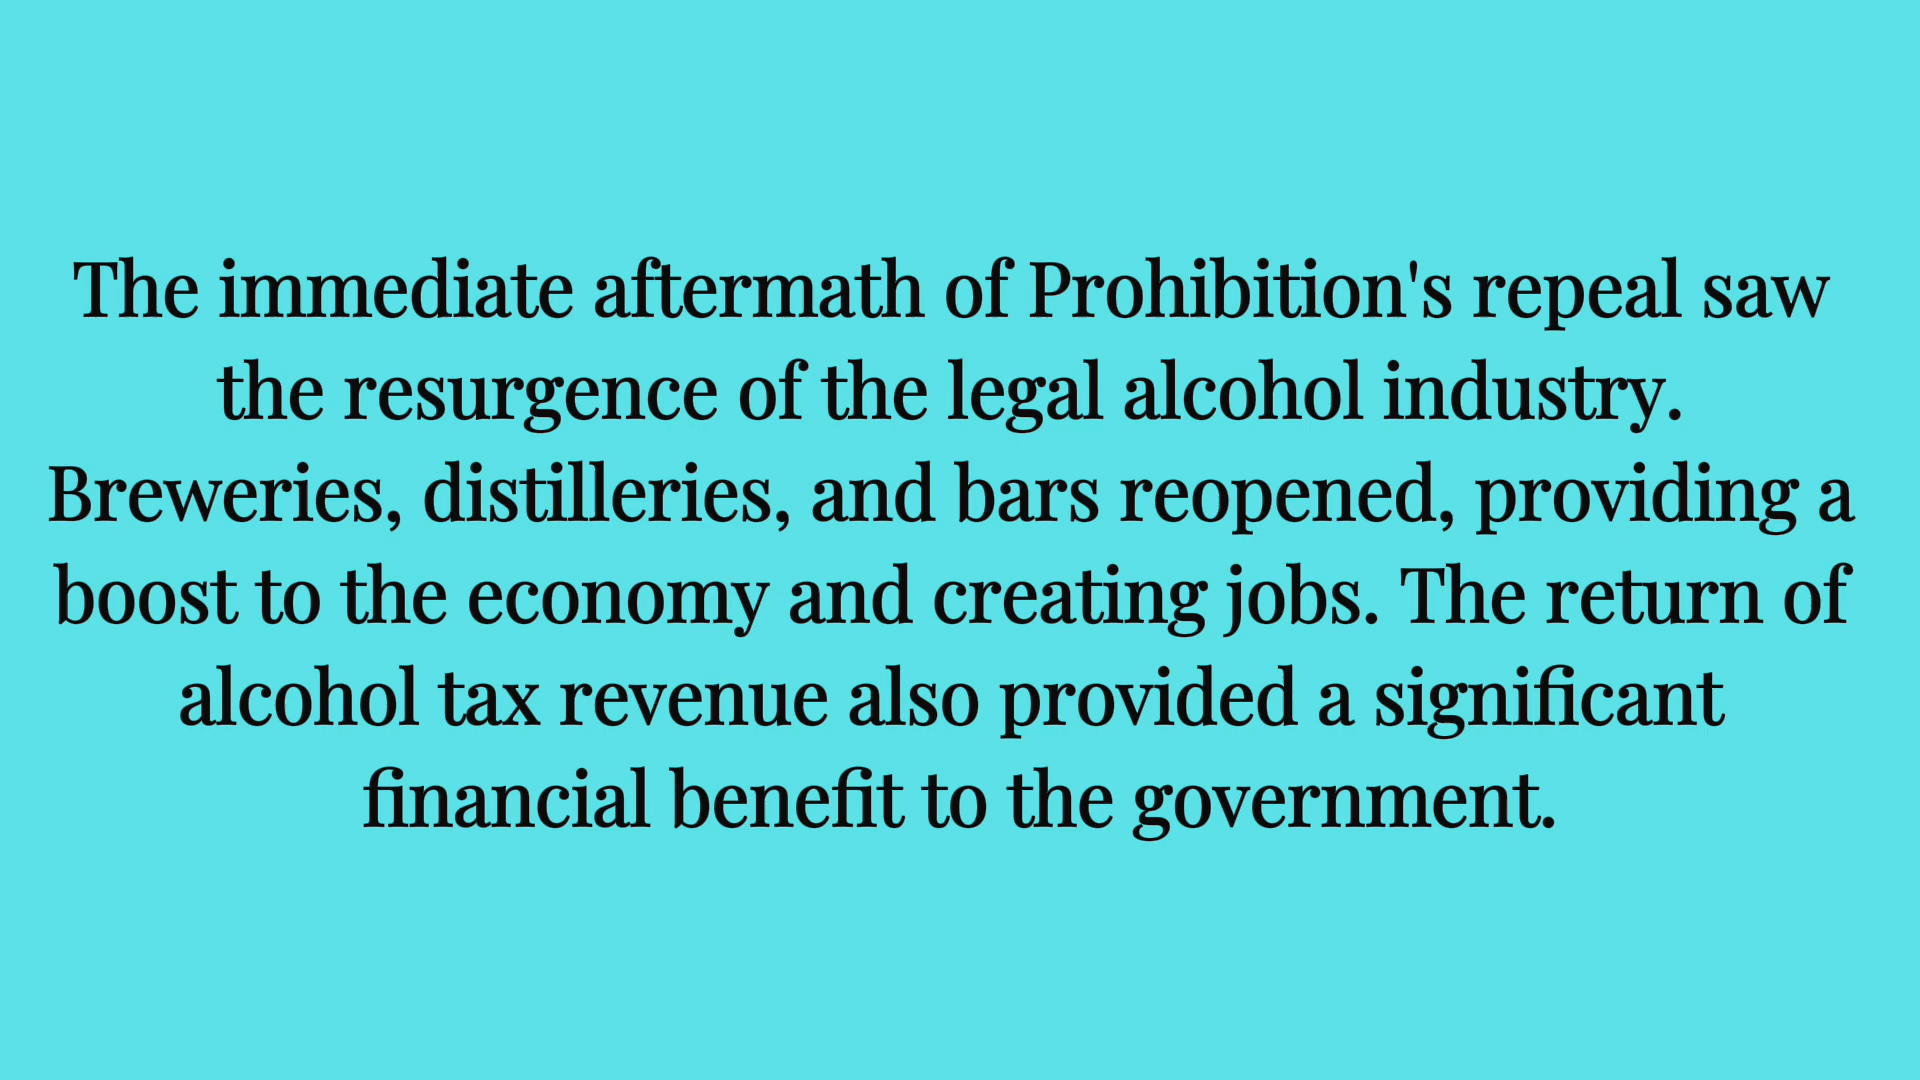 The immediate aftermath of Prohibition's repeal saw
the resurgence of the legal alcohol industry.
Breweries, distilleries, and bars reopened, providing a
boost to the economy and creating jobs. The return of
alcohol tax revenue also provided a significant
financial benefit to the government.